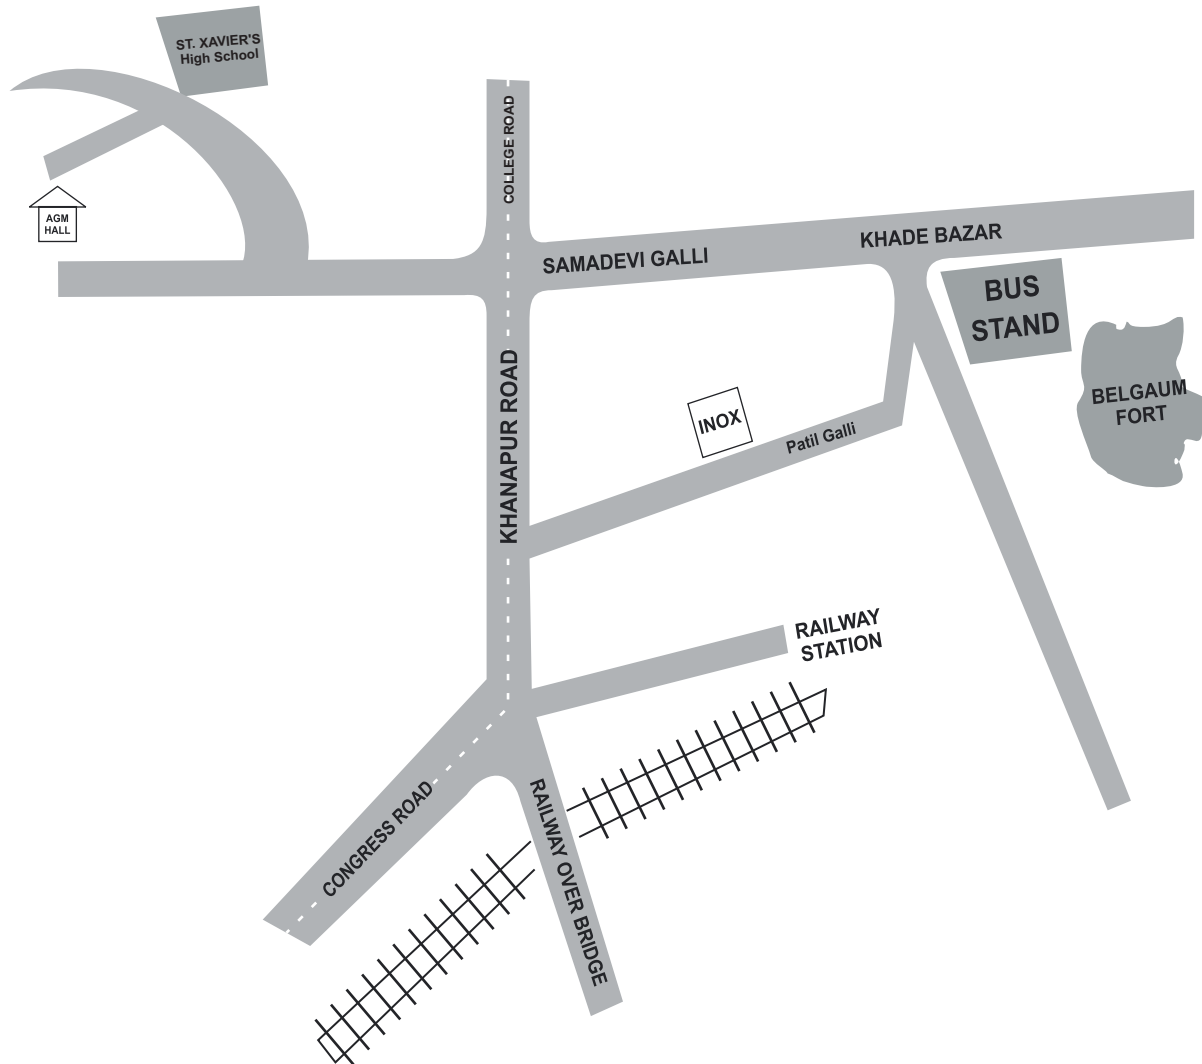 ST. XAVIER'S
High School
COLLEGE ROAD
AGM
HALL
SAMADEVI GALLI
KHADE BAZAR
BUS
STAND
KHANAPUR ROAD
BELGAUM
FORT
INOX
Patil Galli
RAILWAY
STATION
CONGRESS ROAD
RAILWAY OVER BRIDGE